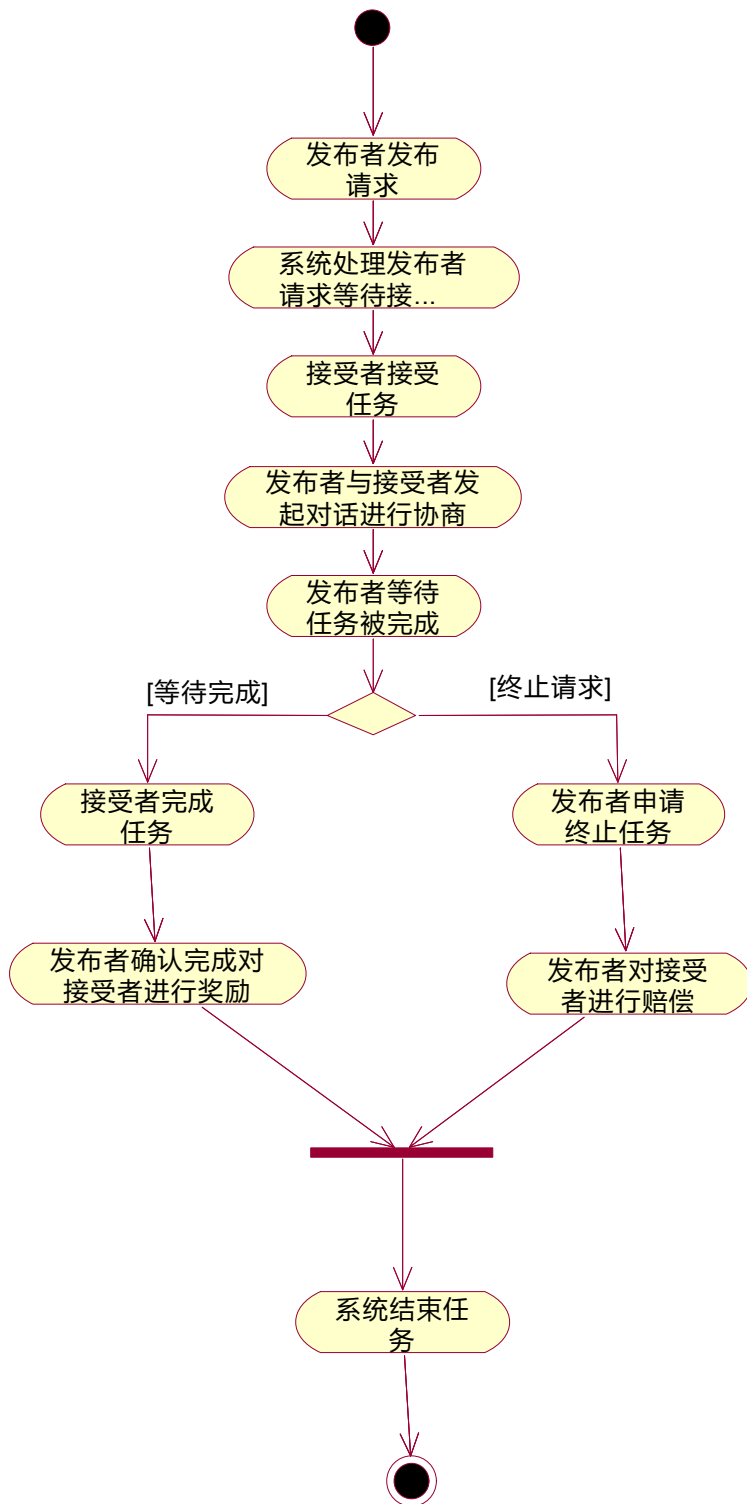 发布者发布
请求
系统处理发布者
请求等待接...
接受者接受
任务
发布者与接受者发
起对话进行协商
发布者等待
任务被完成
[等待完成]
[终止请求]
接受者完成
任务
发布者申请
终止任务
发布者确认完成对
接受者进行奖励
发布者对接受
者进行赔偿
系统结束任
务